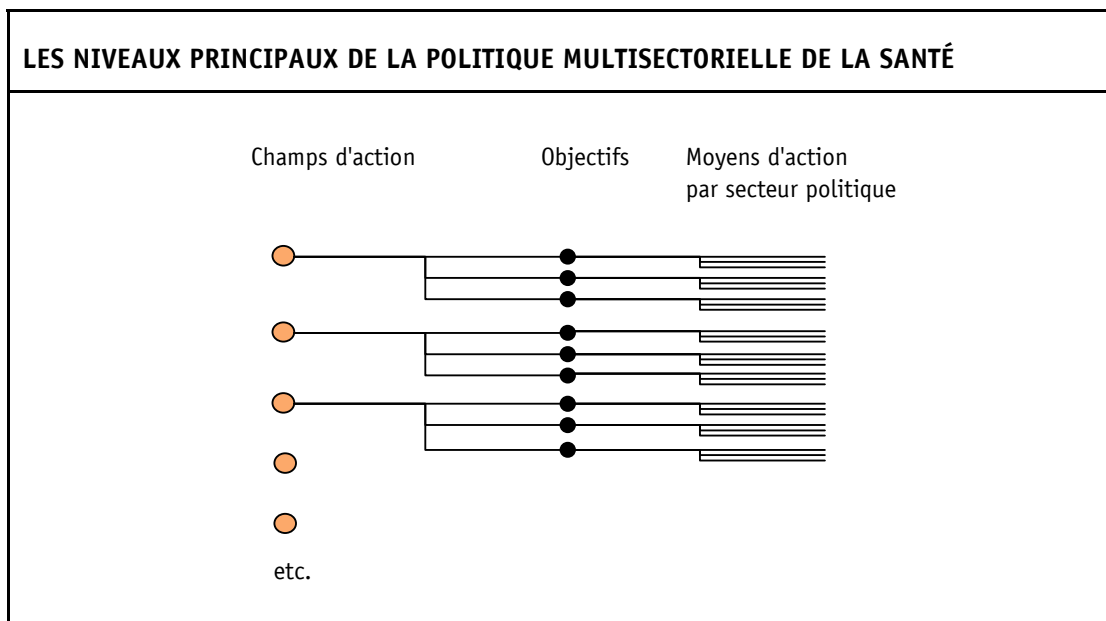 LES NIVEAUX PRINCIPAUX DE LA POLITIQUE MULTISECTORIELLE DE LA SANTÉ
Champs d'action
Objectifs
Moyens d'action
par secteur politique
etc.